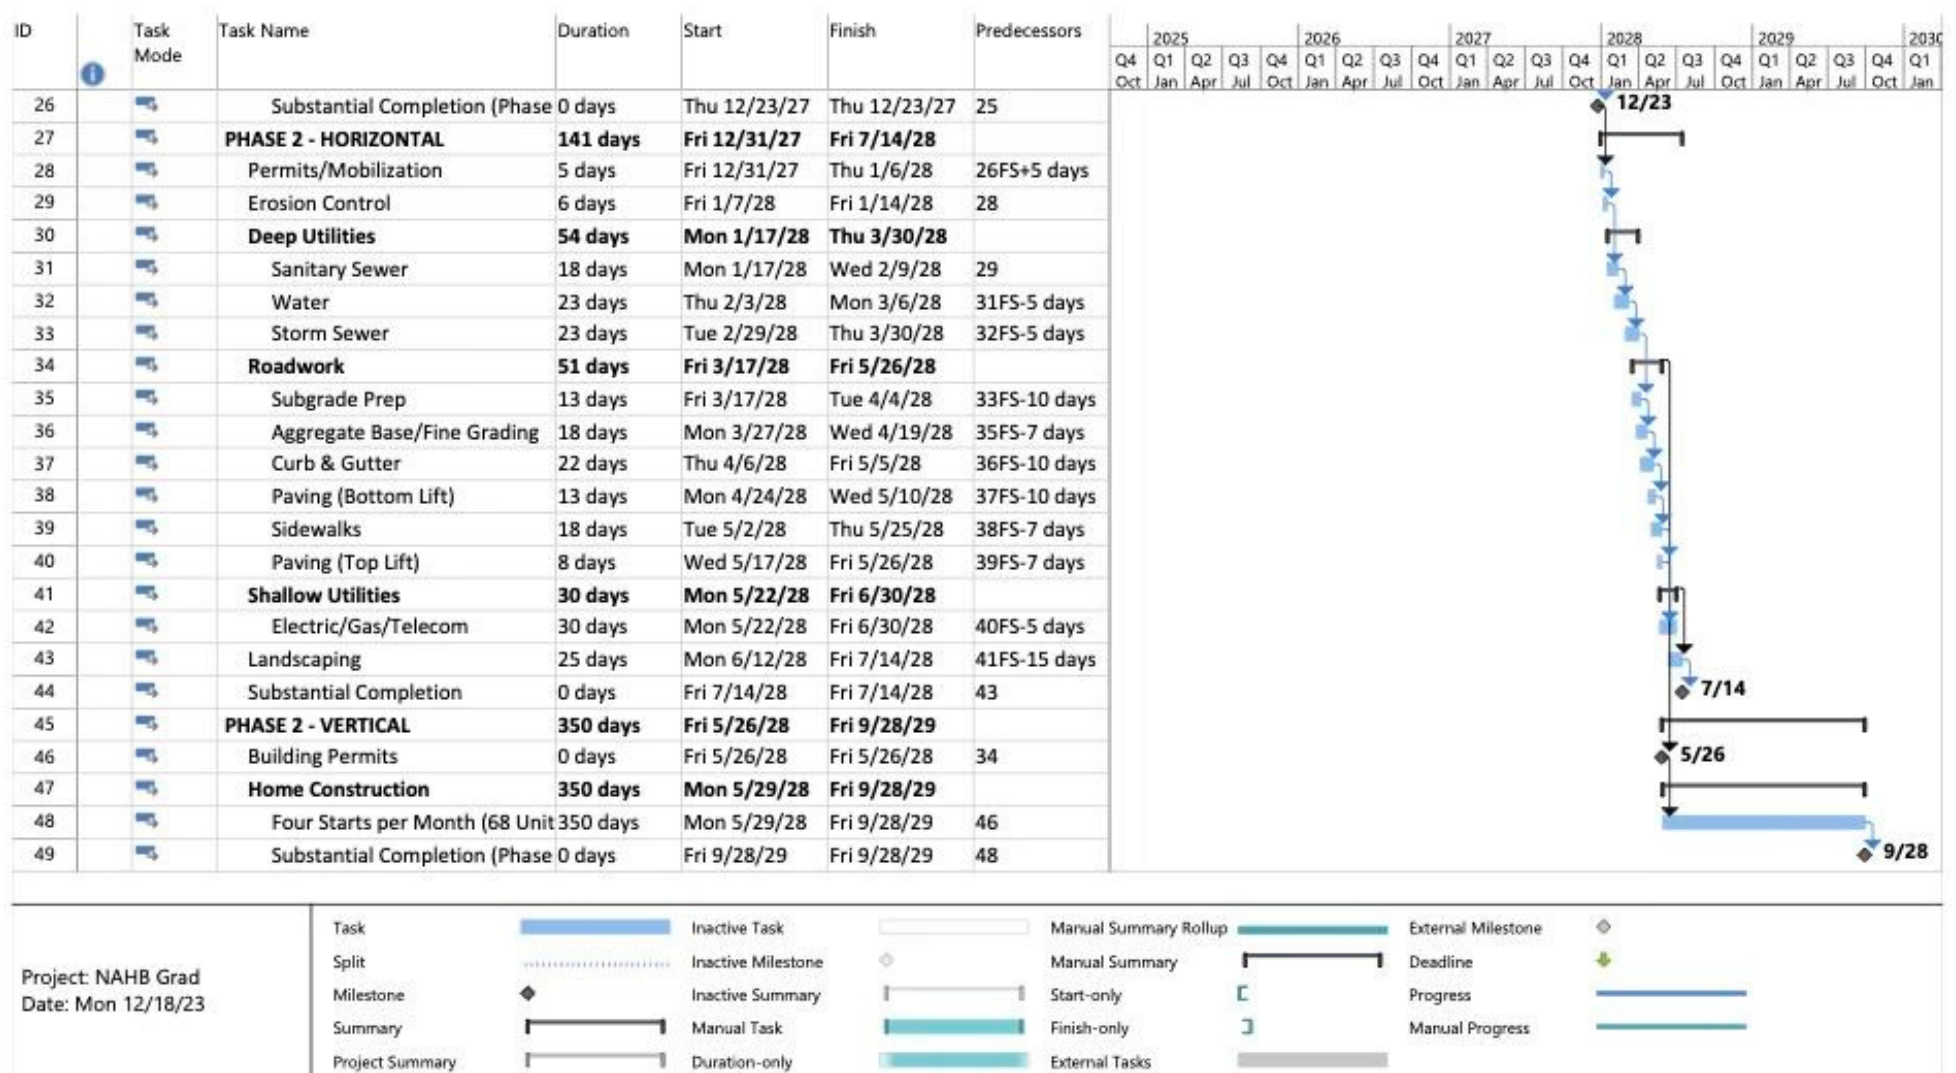 ID Task Mode Task Name Duration Start Finish Predecessors
2025 2026 2027 2028 2029 2030
Q4 Q1 Q2 Q3 Q4 Q1 Q2 Q3 Q4 Q1 Q2 Q3 Q4 Q1 Q2 Q3 Q4 Q1 Q2 Q3 Q4 Q1
Oct Jan Apr Jul Oct Jan Apr Jul Oct Jan Apr Jul Oct Jan Apr Jul Oct Jan Apr Jul Oct Jan
26 Substantial Completion (Phase 0 days Thu 12/23/27 Thu 12/23/27 25 12/23
27 PHASE 2 - HORIZONTAL 141 days Fri 12/31/27 Fri 7/14/28
28 Permits/Mobilization 5 days Fri 12/31/27 Thu 1/6/28 26FS+5 days
29 Erosion Control 6 days Fri 1/7/28 Fri 1/14/28 28
30 Deep Utilities 54 days Mon 1/17/28 Thu 3/30/28
31 Sanitary Sewer 18 days Mon 1/17/28 Wed 2/9/28 29
32 Water 23 days Thu 2/3/28 Mon 3/6/28 31FS-5 days
33 Storm Sewer 23 days Tue 2/29/28 Thu 3/30/28 32FS-5 days
34 Roadwork 51 days Fri 3/17/28 Fri 5/26/28
35 Subgrade Prep 13 days Fri 3/17/28 Tue 4/4/28 33FS-10 days
36 Aggregate Base/Fine Grading 18 days Mon 3/27/28 Wed 4/19/28 35FS-7 days
37 Curb & Gutter 22 days Thu 4/6/28 Fri 5/5/28 36FS-10 days
38 Paving (Bottom Lift) 13 days Mon 4/24/28 Wed 5/10/28 37FS-10 days
39 Sidewalks 18 days Tue 5/2/28 Thu 5/25/28 38FS-7 days
40 Paving (Top Lift) 8 days Wed 5/17/28 Fri 5/26/28 39FS-7 days
41 Shallow Utilities 30 days Mon 5/22/28 Fri 6/30/28
42 Electric/Gas/Telecom 30 days Mon 5/22/28 Fri 6/30/28 40FS-5 days
43 Landscaping 25 days Mon 6/12/28 Fri 7/14/28 41FS-15 days
44 Substantial Completion 0 days Fri 7/14/28 Fri 7/14/28 43 7/14
45 PHASE 2 - VERTICAL 350 days Fri 5/26/28 Fri 9/28/29
46 Building Permits 0 days Fri 5/26/28 Fri 5/26/28 34 5/26
47 Home Construction 350 days Mon 5/29/28 Fri 9/28/29
48 Four Starts per Month (68 Unit 350 days Mon 5/29/28 Fri 9/28/29 46
49 Substantial Completion (Phase 0 days Fri 9/28/29 Fri 9/28/29 48 9/28
Project: NAHB Grad
Date: Mon 12/18/23
Task Inactive Task Manual Summary Rollup External Milestone
Split Inactive Milestone Manual Summary Deadline
Milestone Inactive Summary Start-only Progress
Summary Manual Task Finish-only Manual Progress
Project Summary Duration-only External Tasks